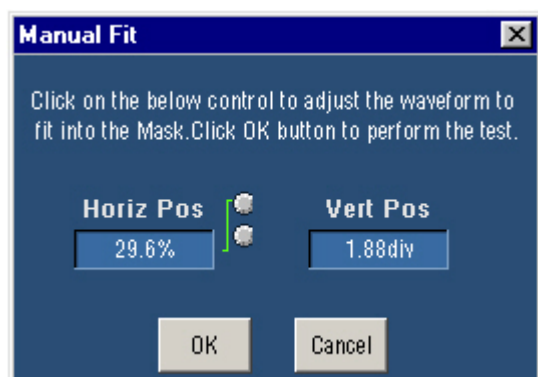 Manual Fit
Click on the below control to adjust the waveform to
fit into the Mask.Click OK button to perform the test.
Horiz Pos
29.6%
Vert Pos
1.88div
OK
Cancel